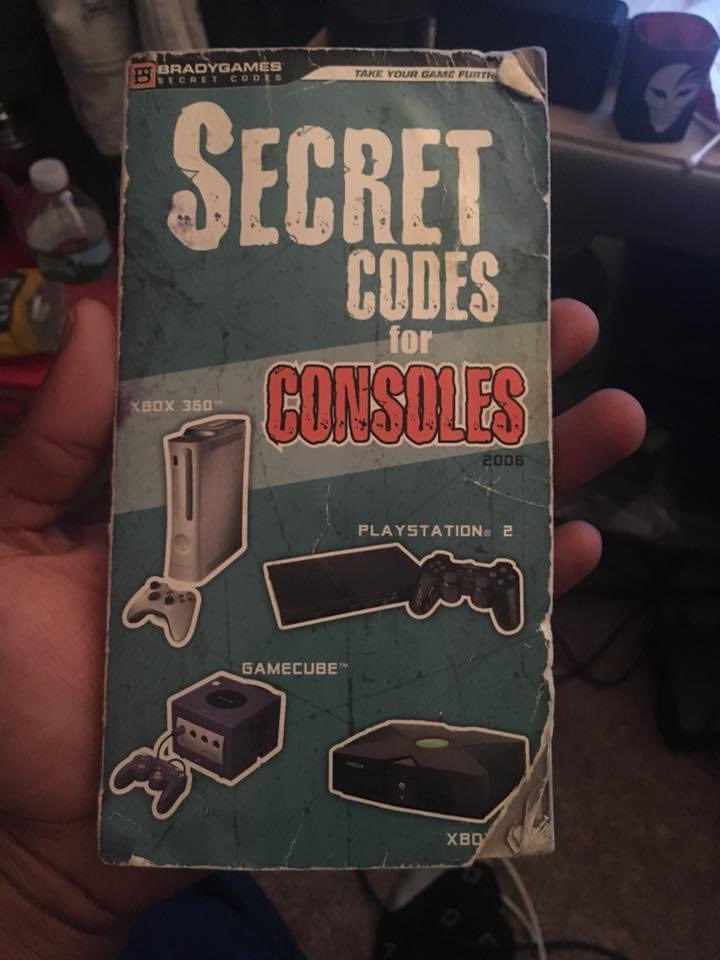 BRADYGAMES
SECRET CODES
TAKE YOUR GAME FURTH
SECRET
CODES
for
CONSOLES
2006
XBOX 360™
PLAYSTATION® 2
GAMECUBE™
XBO